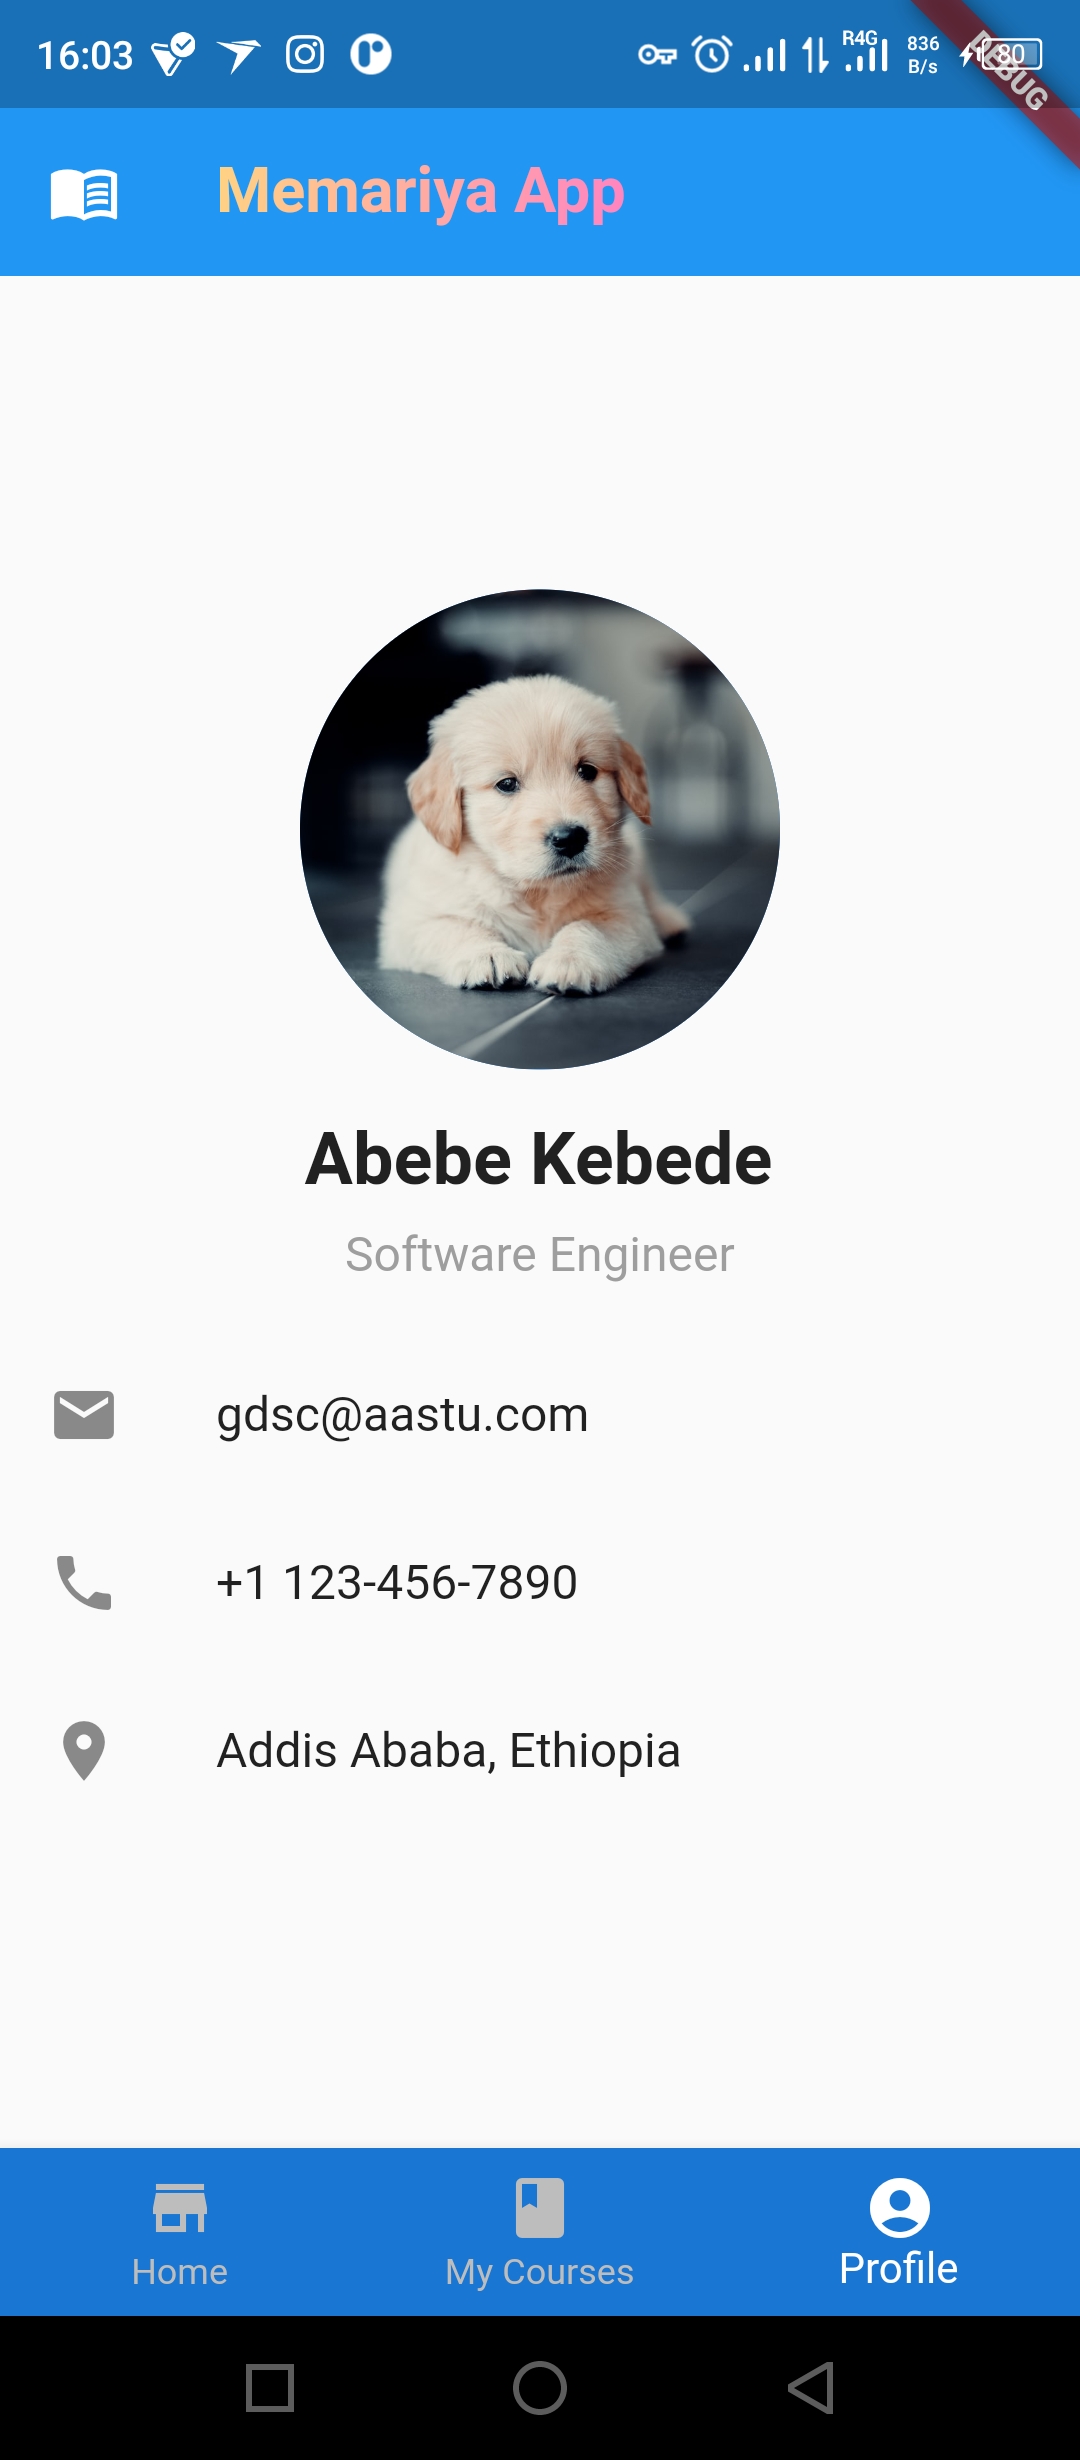 16:03 R4G 836 B/s 80
DEBUG
Memariya App
Abebe Kebede
Software Engineer
gdsc@aastu.com
+1 123-456-7890
Addis Ababa, Ethiopia
Home My Courses Profile